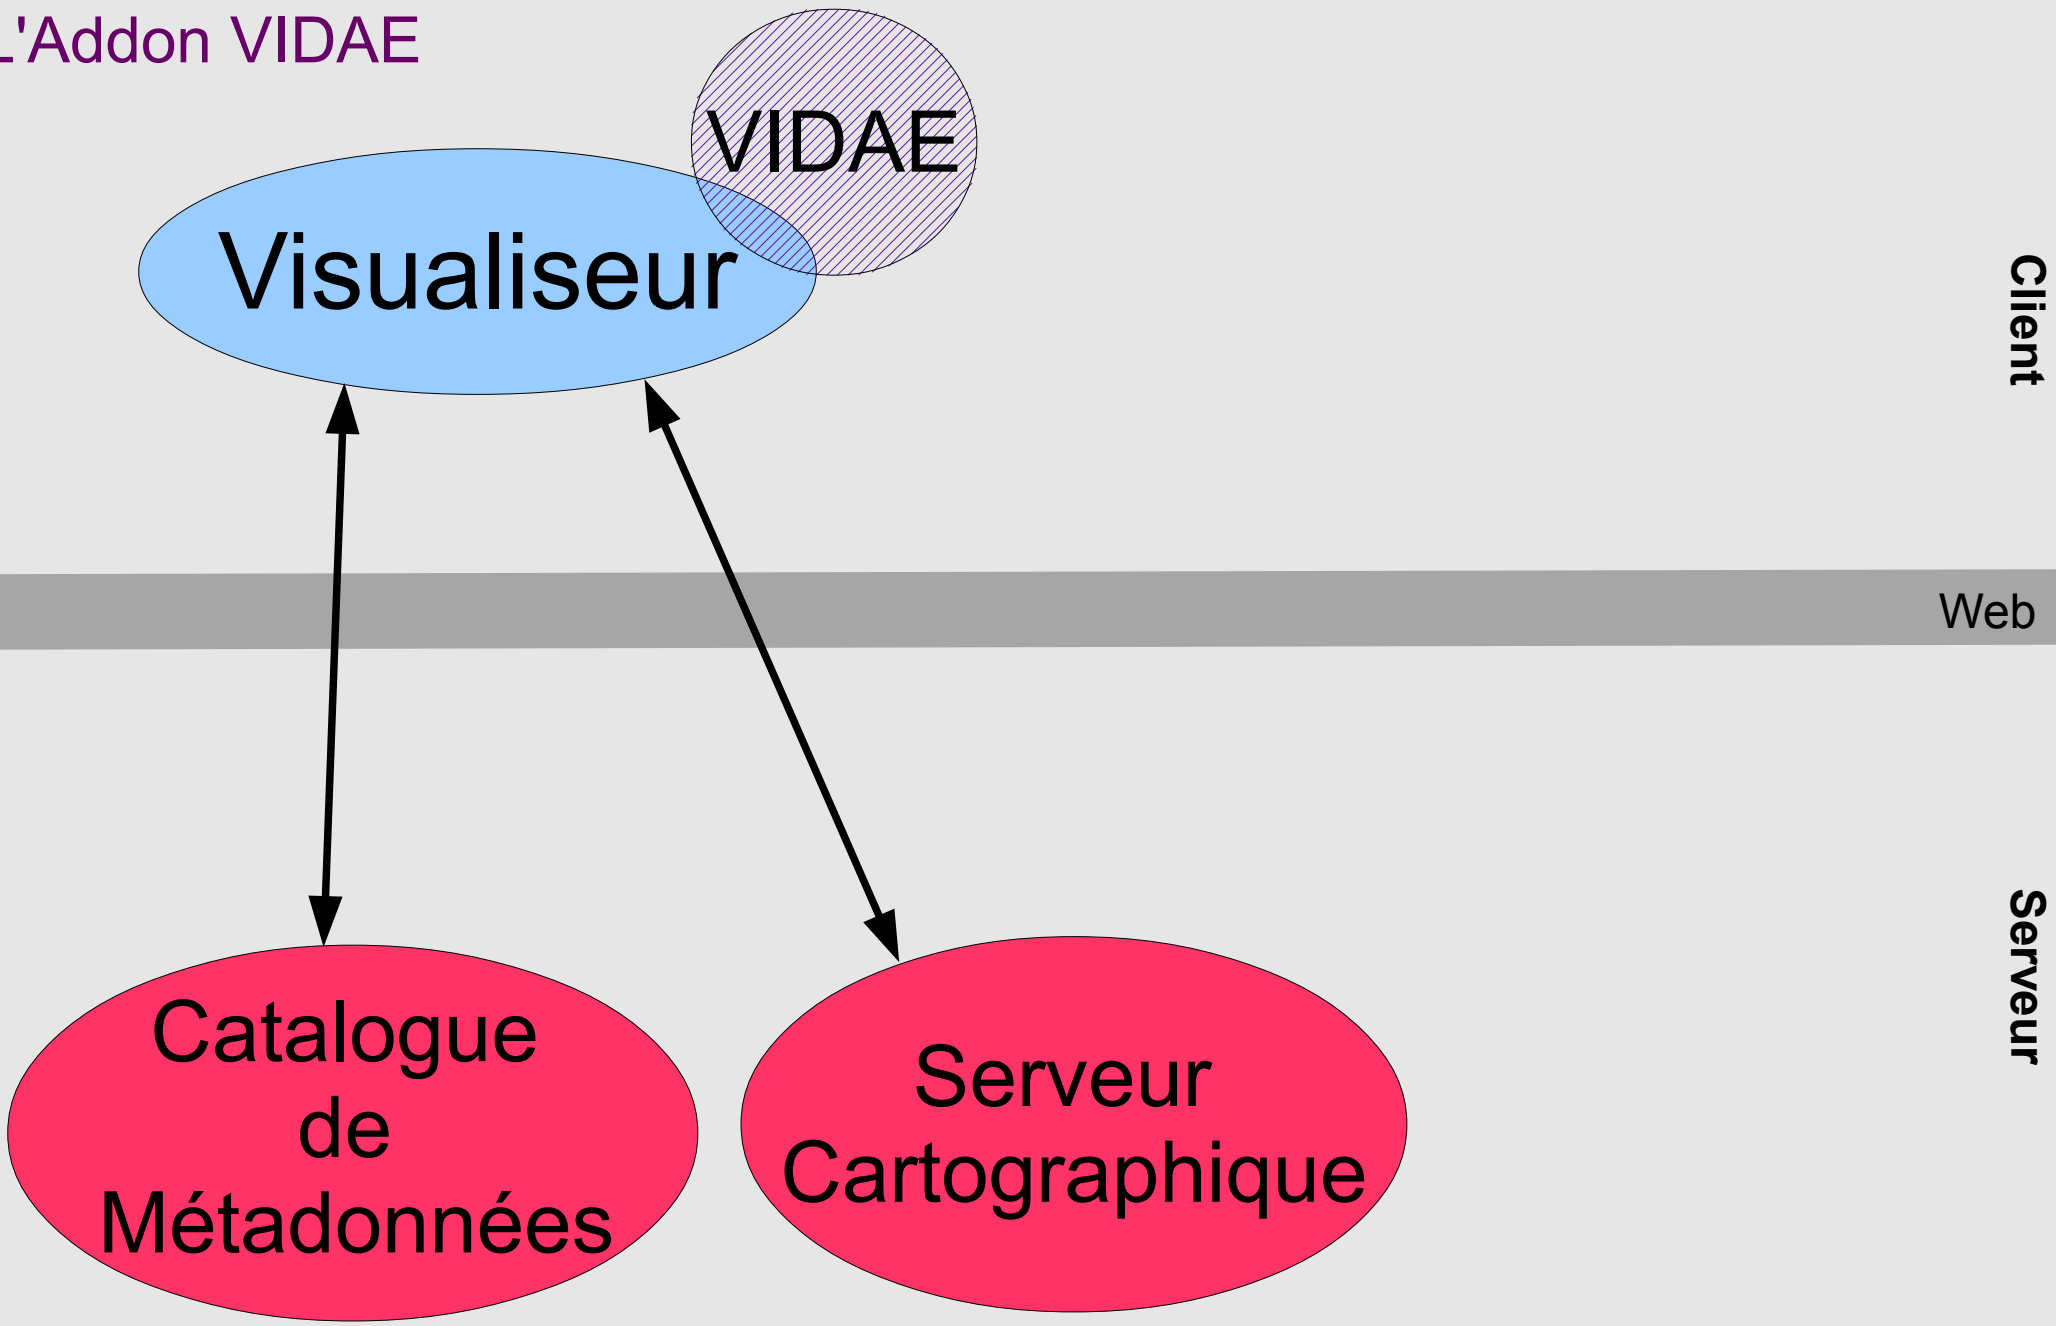 L'Addon VIDAE
VIDAE
Visualiseur
Client
Web
Serveur
Catalogue
de
Métadonnées
Serveur
Cartographique